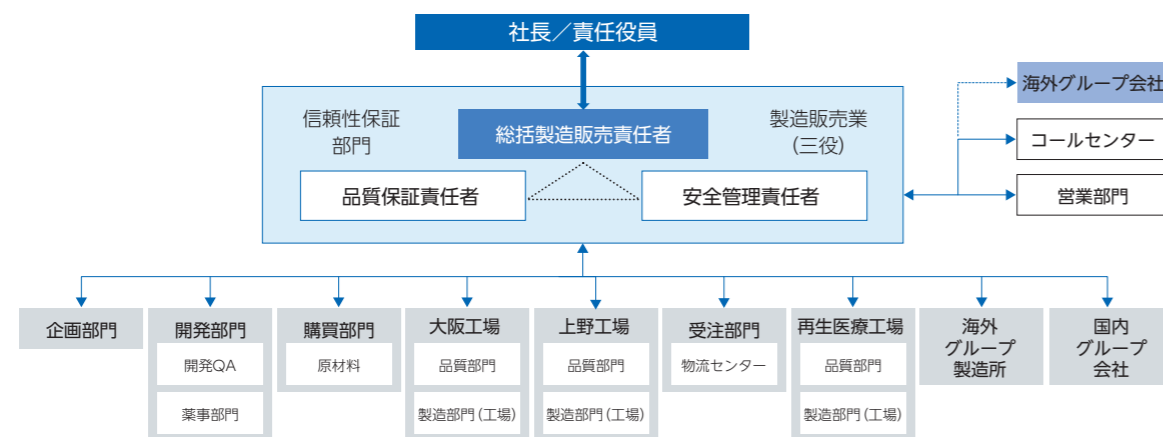 社長／責任役員
信頼性保証
部門
総括製造販売責任者
製造販売業
(三役)
品質保証責任者
安全管理責任者
海外グループ会社
コールセンター
営業部門
企画部門
開発部門
開発QA
薬事部門
購買部門
原材料
大阪工場
品質部門
製造部門(工場)
上野工場
品質部門
製造部門(工場)
受注部門
物流センター
再生医療工場
品質部門
製造部門(工場)
海外
グループ
製造所
国内
グループ
会社